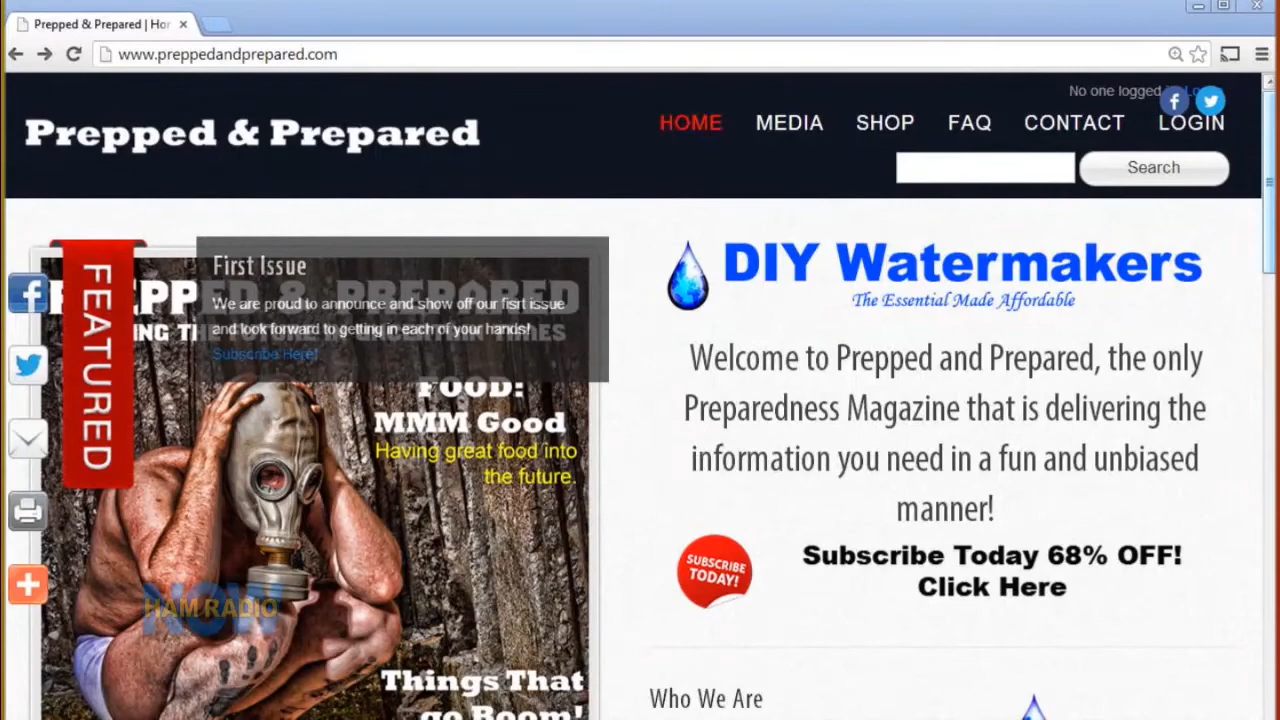 Prepped & Prepared | Hor
www.preppedandprepared.com
No one logged
Prepped & Prepared
HOME MEDIA SHOP FAQ CONTACT LOGIN
Search
FEATURED
First Issue
We are proud to announce and show off our fisrt issue
and look forward to getting in each of your hands!
Subscribe Here!
PREPPED & PREPARED
FOOD:
MMM Good
Having great food into
the future.
NOW
HAM RADIO
Things That
go Boom!
DIY Watermakers
The Essential Made Affordable
Welcome to Prepped and Prepared, the only
Preparedness Magazine that is delivering the
information you need in a fun and unbiased
manner!
SUBSCRIBE
TODAY!
Subscribe Today 68% OFF!
Click Here
Who We Are